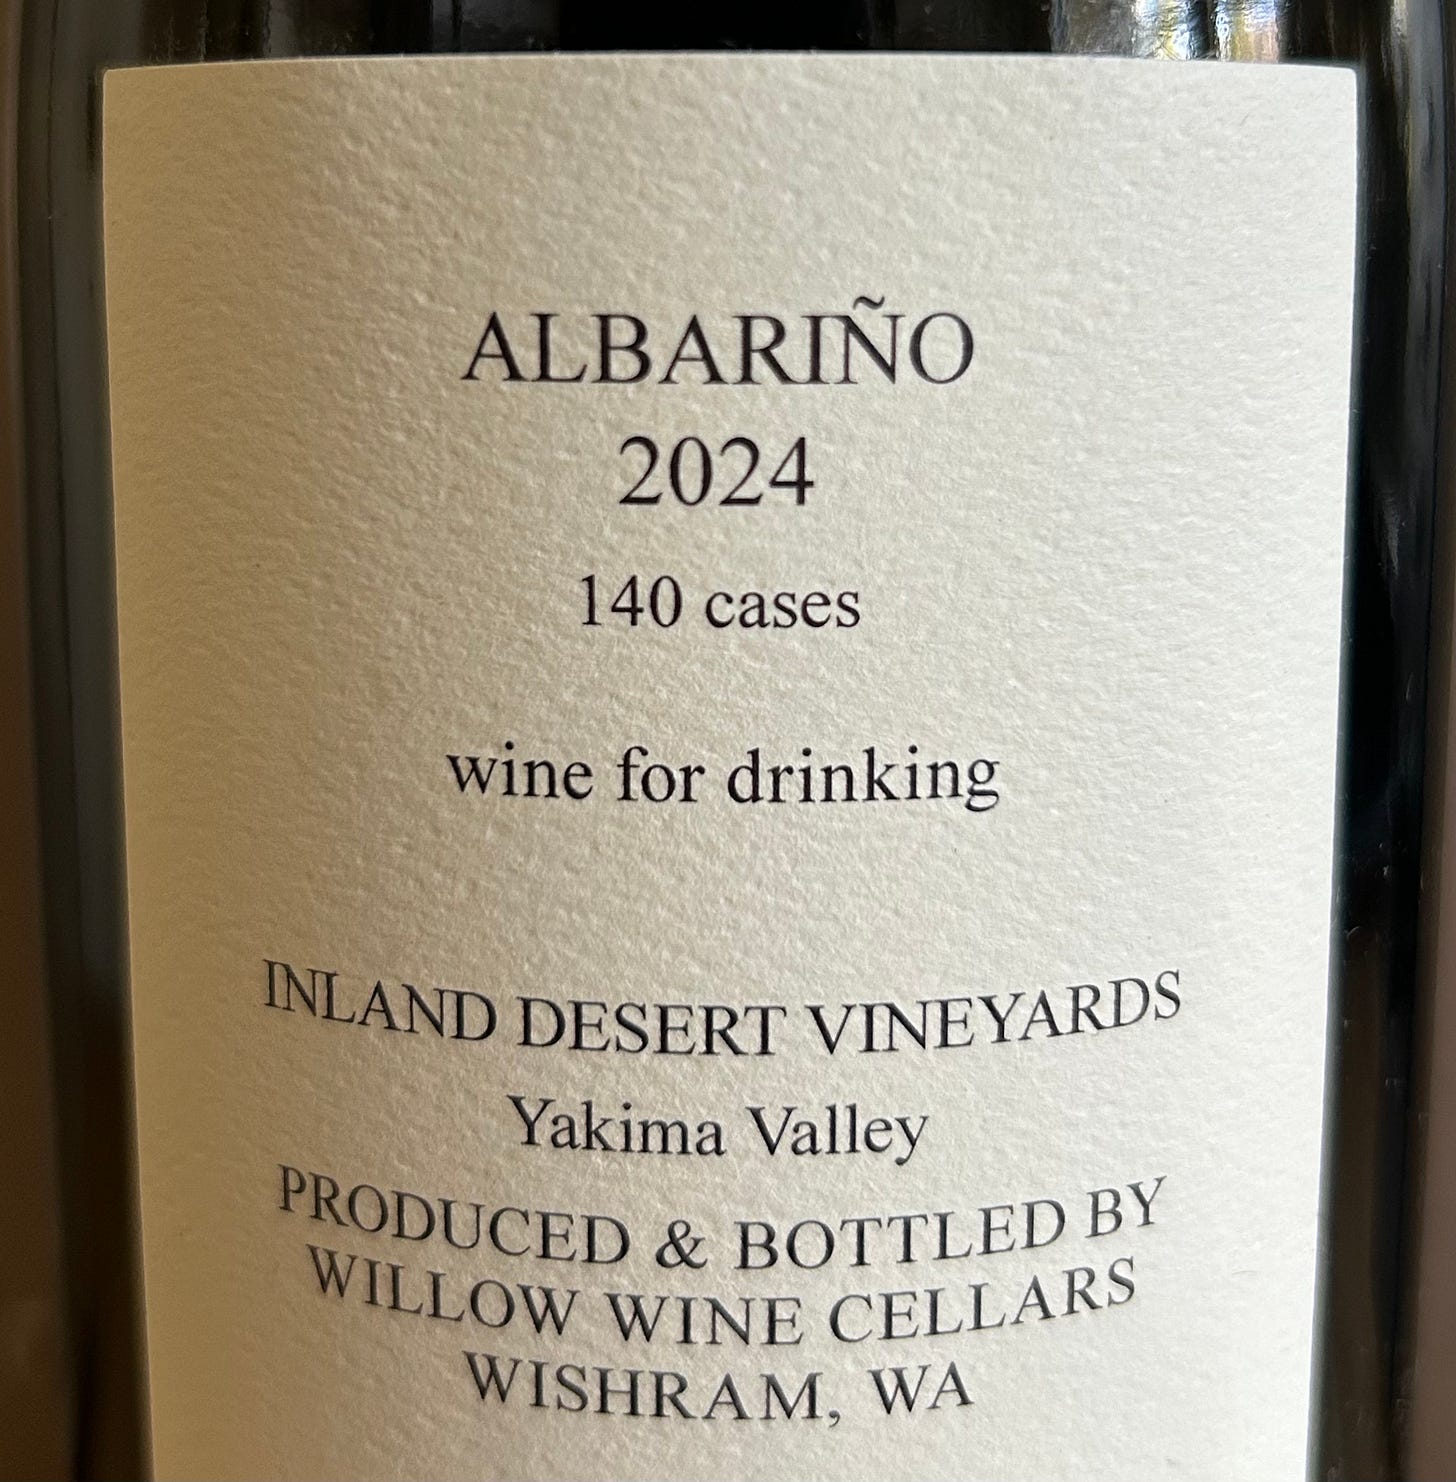 ALBARIÑO
2024
140 cases
wine for drinking
INLAND DESERT VINEYARDS
Yakima Valley
PRODUCED & BOTTLED BY
WILLOW WINE CELLARS
WISHRAM, WA